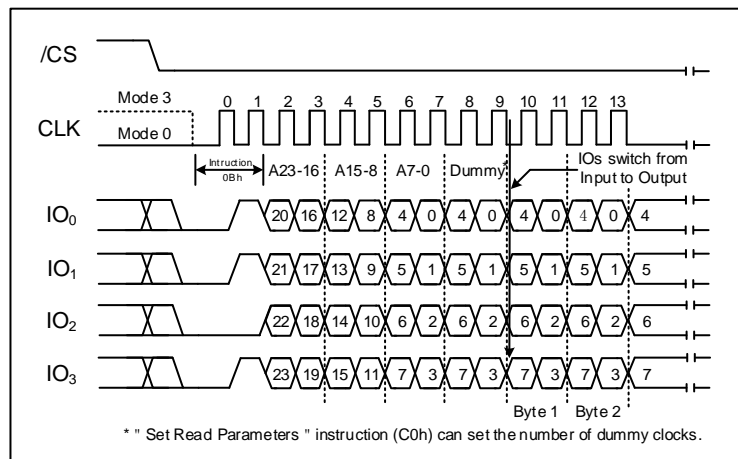 /CS
Mode 3
0 1 2 3 4 5 6 7 8 9 10 11 12 13
CLK
Mode 0
Intruction
0Bh
A23-16 A15-8 A7-0 Dummy*
IOs switch from
Input to Output
IO0 20 16 12 8 4 0 4 0 4 0 4 0 4
IO1 21 17 13 9 5 1 5 1 5 1 5 1 5
IO2 22 18 14 10 6 2 6 2 6 2 6 2 6
IO3 23 19 15 11 7 3 7 3 7 3 7 3 7
Byte 1 Byte 2
* " Set Read Parameters " instruction (C0h) can set the number of dummy clocks.